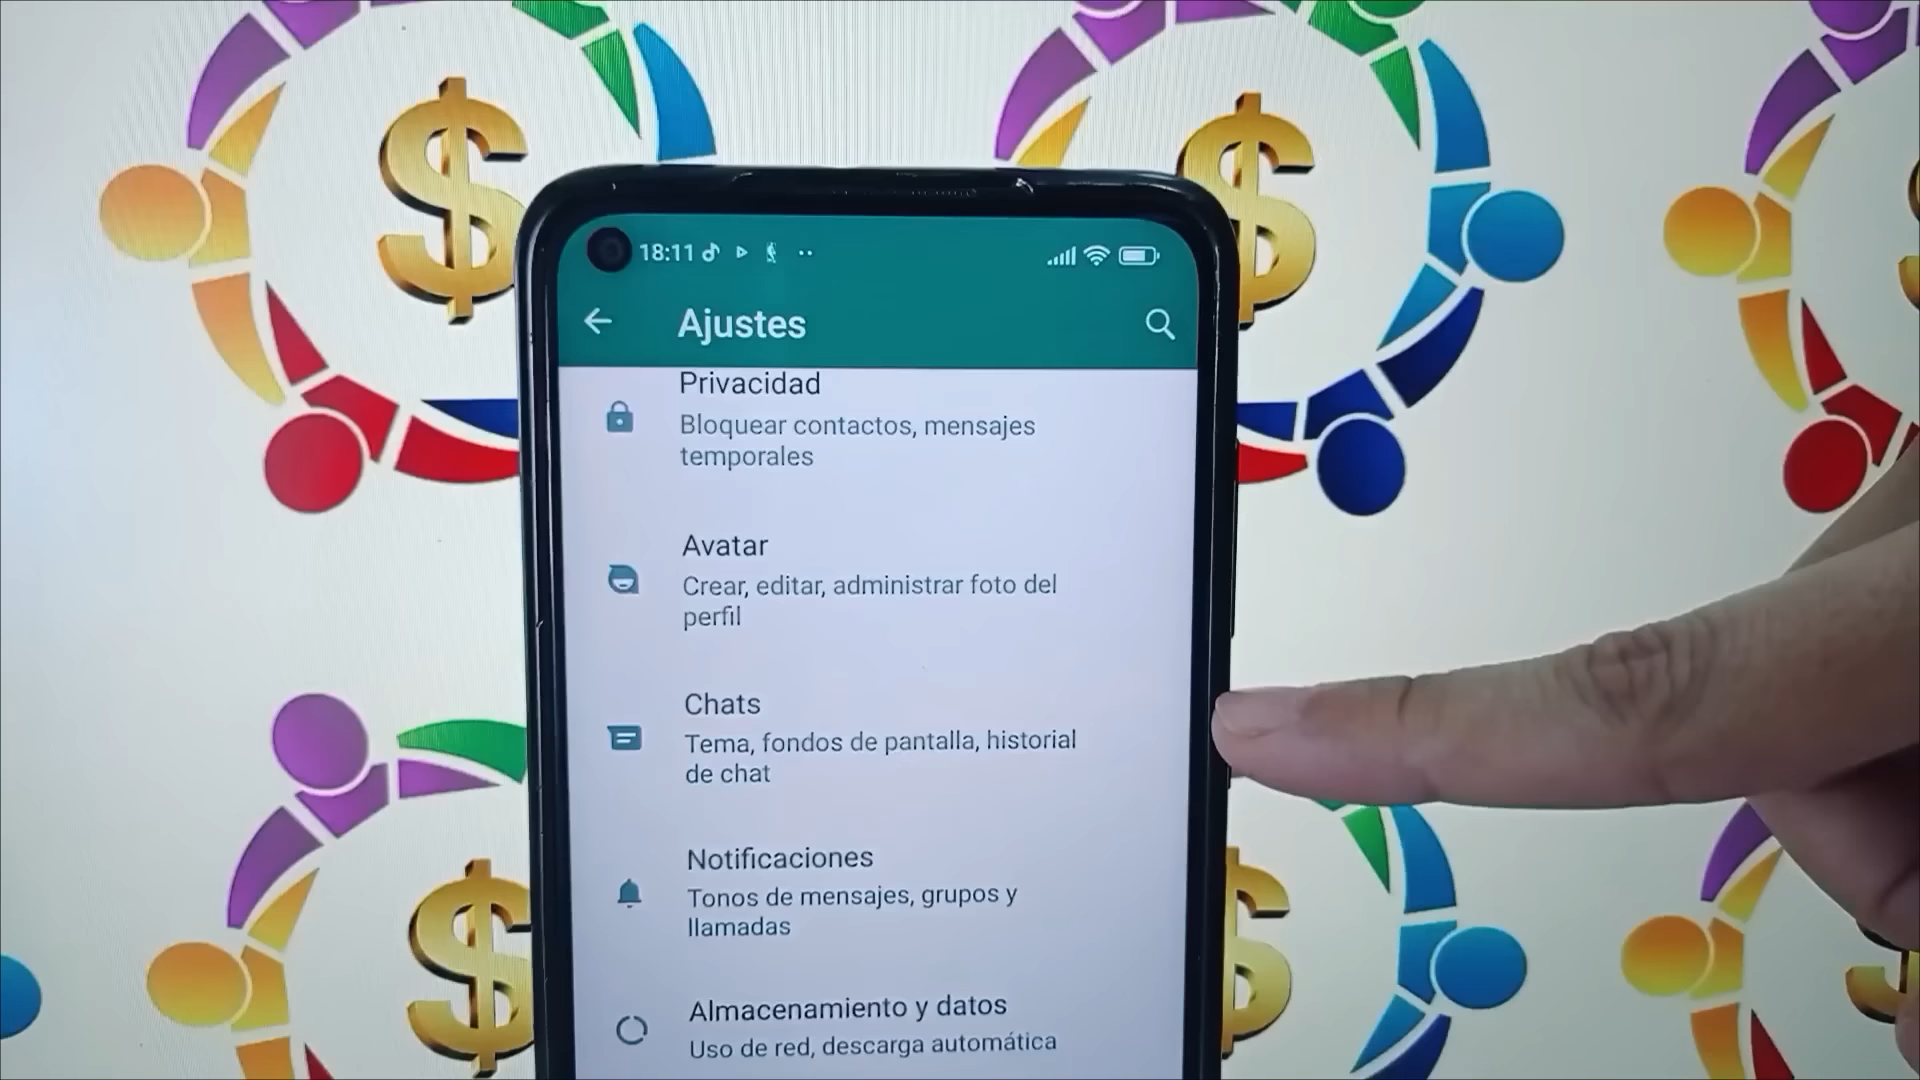 18:11
Ajustes
Privacidad
Bloquear contactos, mensajes
temporales
Avatar
Crear, editar, administrar foto del
perfil
Chats
Tema, fondos de pantalla, historial
de chat
Notificaciones
Tonos de mensajes, grupos y
llamadas
Almacenamiento y datos
Uso de red, descarga automática